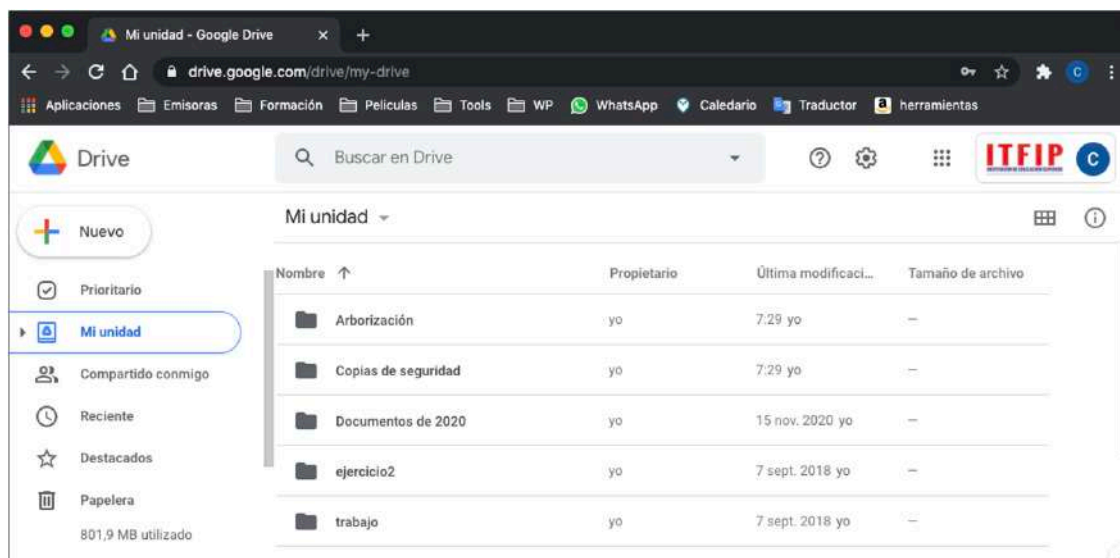 Mi unidad - Google Drive
drive.google.com/drive/my-drive
Aplicaciones Emisoras Formación Peliculas Tools WP WhatsApp Caledario Traductor herramientas
Drive Buscar en Drive ITFIP C
Nuevo
Mi unidad
Nombre Propietario Última modificaci... Tamaño de archivo
Prioritario
Mi unidad
Compartido conmigo
Reciente
Destacados
Papelera
801,9 MB utilizado
Arborización yo 7:29 yo —
Copias de seguridad yo 7:29 yo —
Documentos de 2020 yo 15 nov. 2020 yo —
ejercicio2 yo 7 sept. 2018 yo —
trabajo yo 7 sept. 2018 yo —